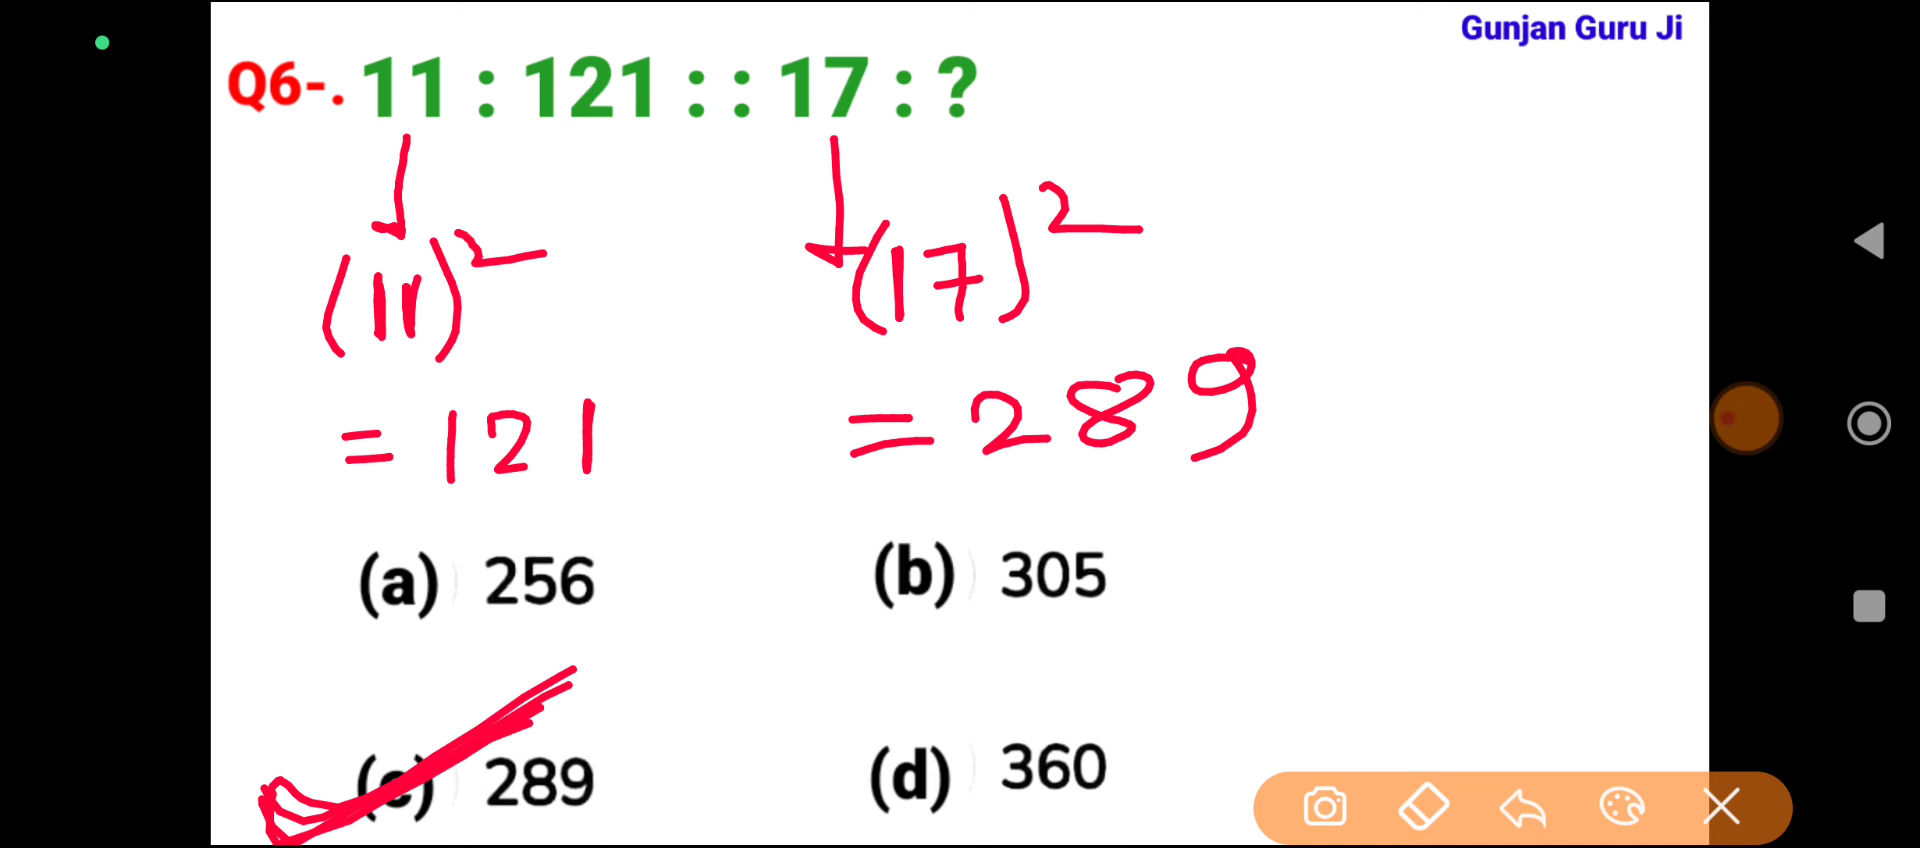 Gunjan Guru Ji
Q6-. 11 : 121 : : 17 : ?
(11)² (17)²
= 121 = 289
(a) 256 (b) 305
(c) 289 (d) 360